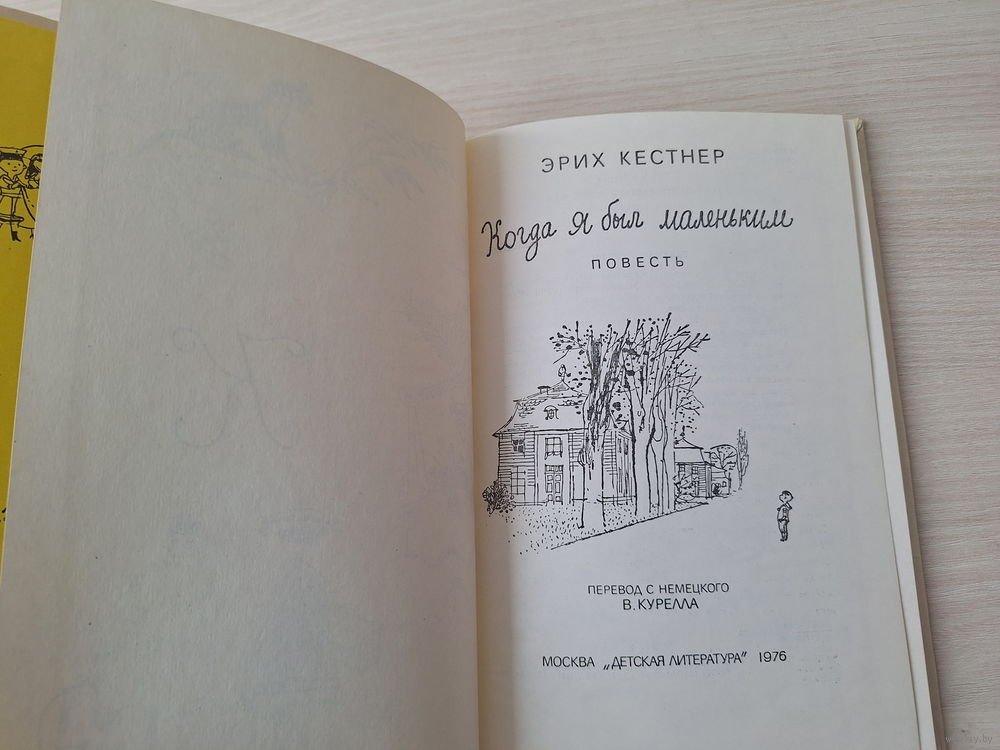 ЭРИХ КЕСТНЕР
Когда я был маленьким
ПОВЕСТЬ
ПЕРЕВОД С НЕМЕЦКОГО
В. КУРЕЛЛА
МОСКВА „ДЕТСКАЯ ЛИТЕРАТУРА" 1976